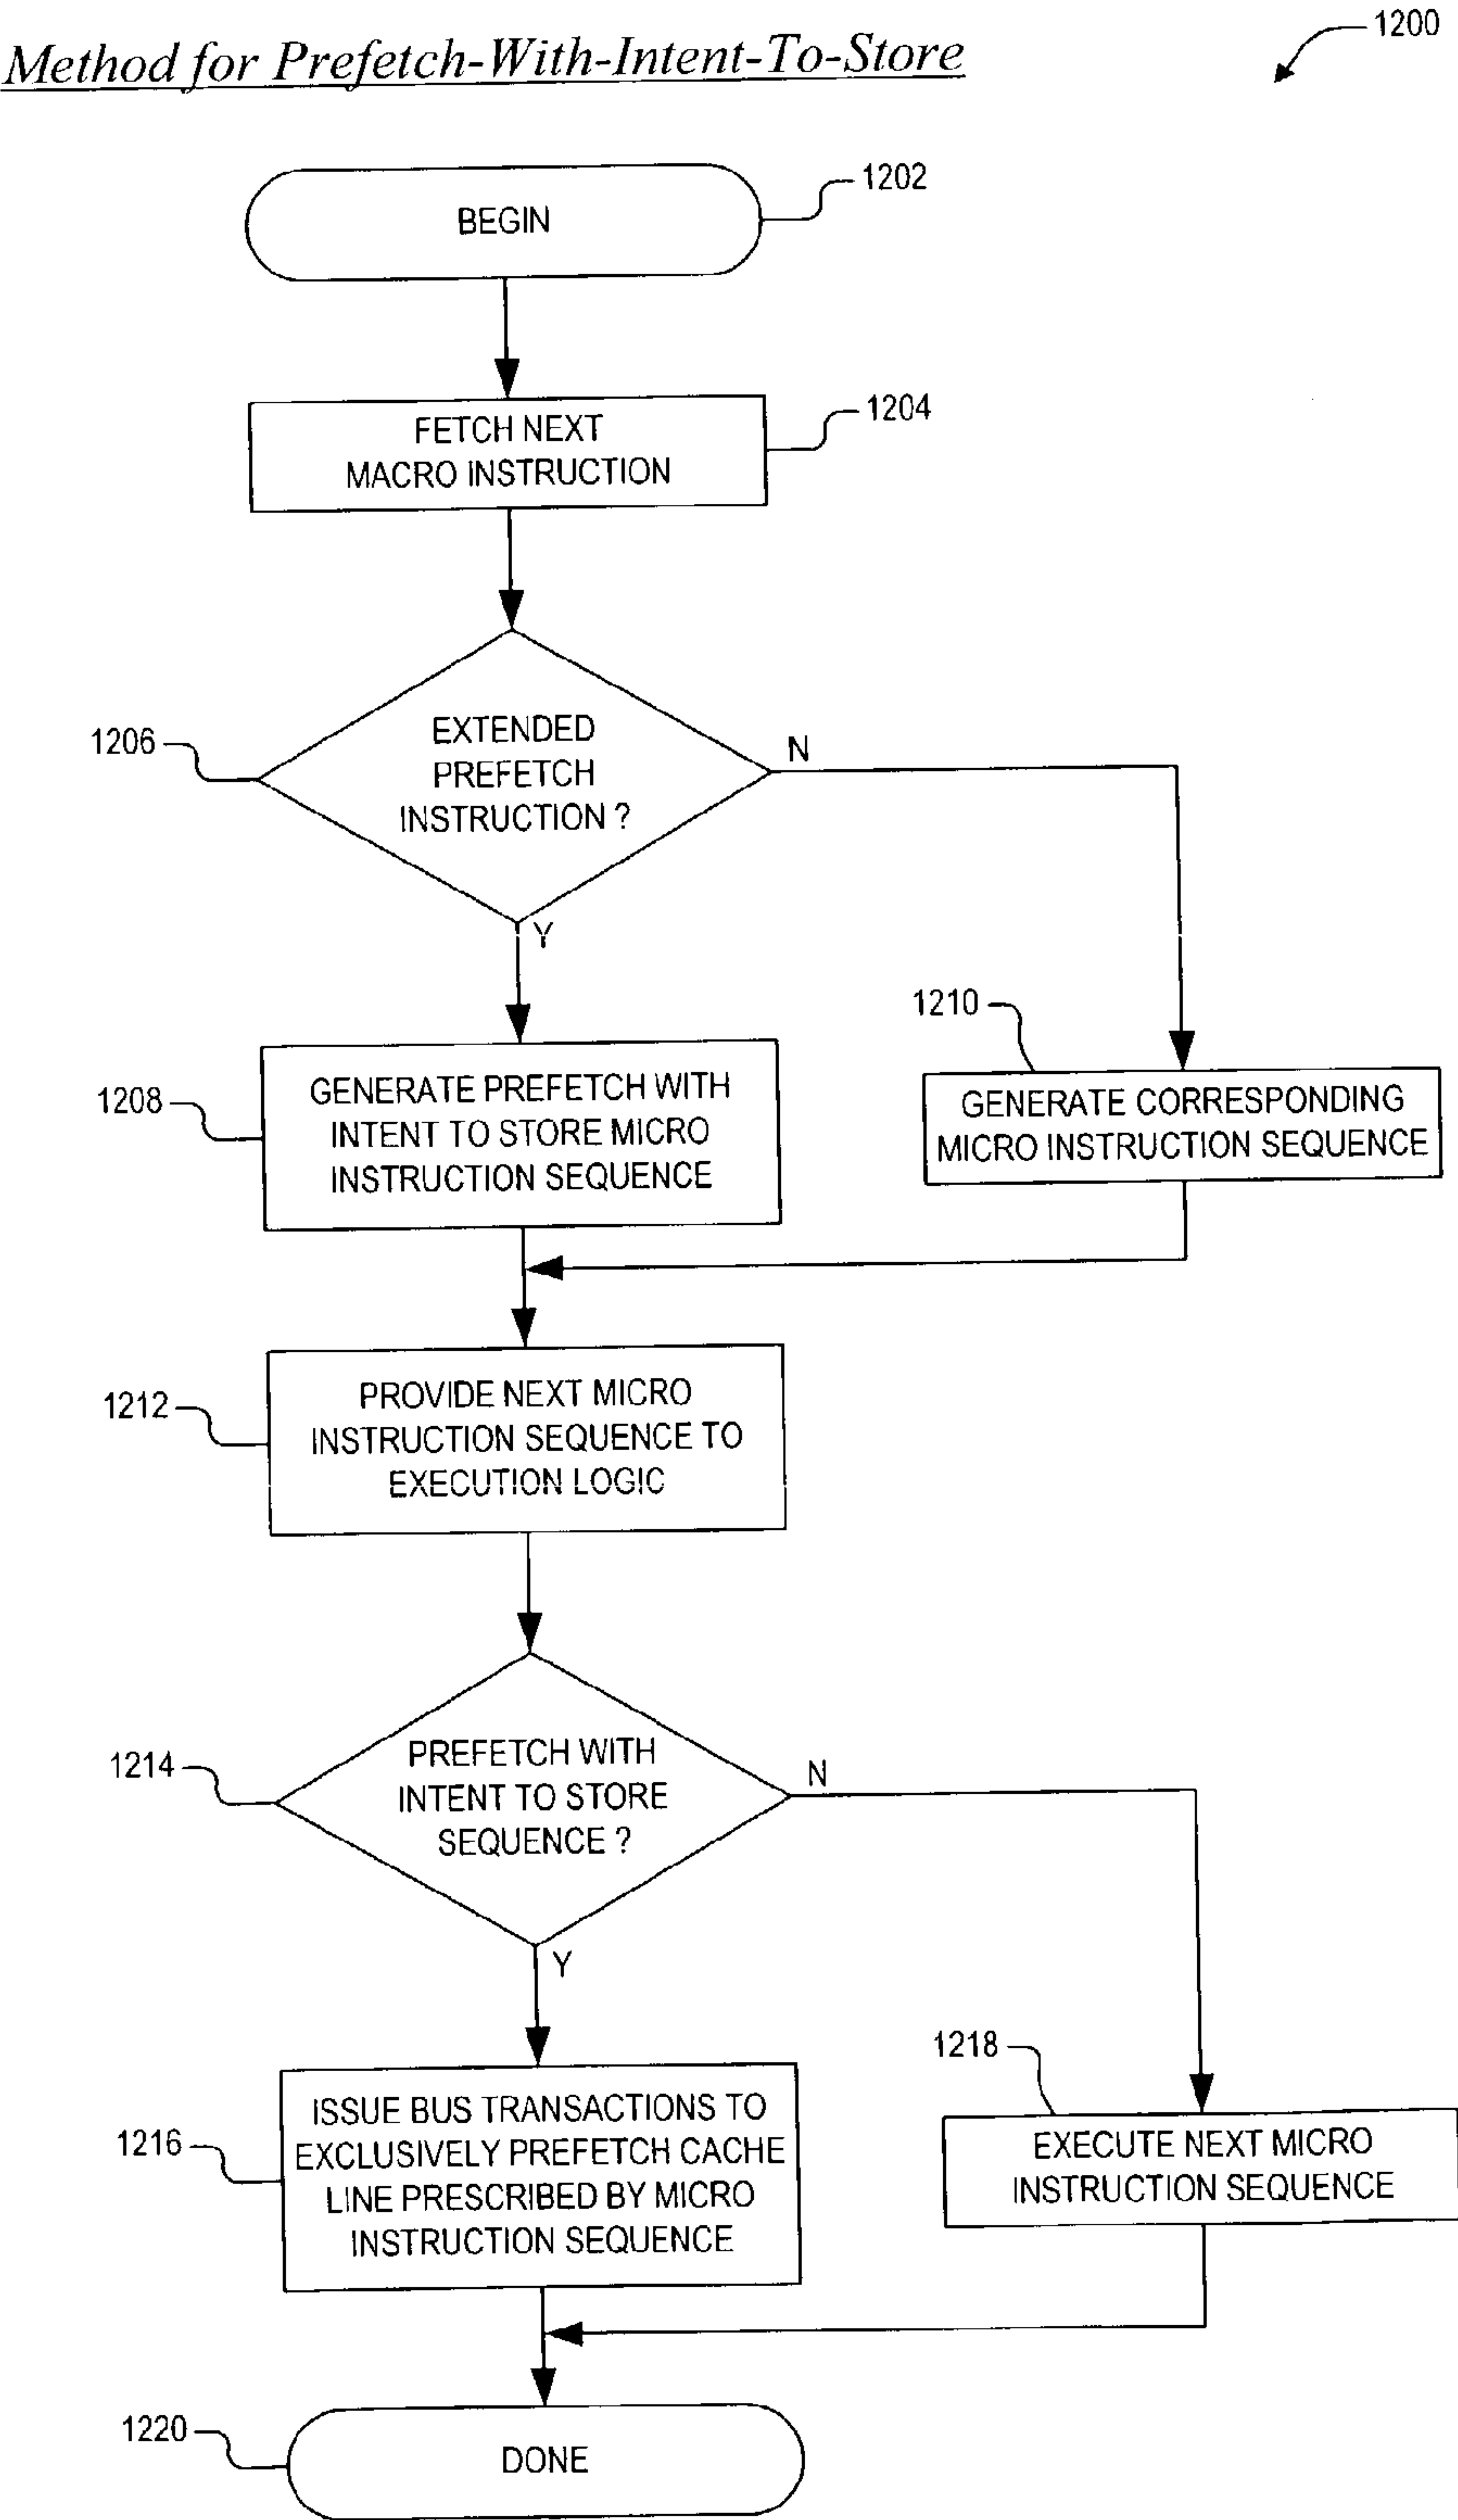 1200
Method for Prefetch-With-Intent-To-Store
1202
BEGIN
1204
FETCH NEXT
MACRO INSTRUCTION
1206
EXTENDED
PREFETCH
INSTRUCTION ?
N
Y
1208
GENERATE PREFETCH WITH
INTENT TO STORE MICRO
INSTRUCTION SEQUENCE
1210
GENERATE CORRESPONDING
MICRO INSTRUCTION SEQUENCE
1212
PROVIDE NEXT MICRO
INSTRUCTION SEQUENCE TO
EXECUTION LOGIC
1214
PREFETCH WITH
INTENT TO STORE
SEQUENCE ?
N
Y
1216
ISSUE BUS TRANSACTIONS TO
EXCLUSIVELY PREFETCH CACHE
LINE PRESCRIBED BY MICRO
INSTRUCTION SEQUENCE
1218
EXECUTE NEXT MICRO
INSTRUCTION SEQUENCE
1220
DONE